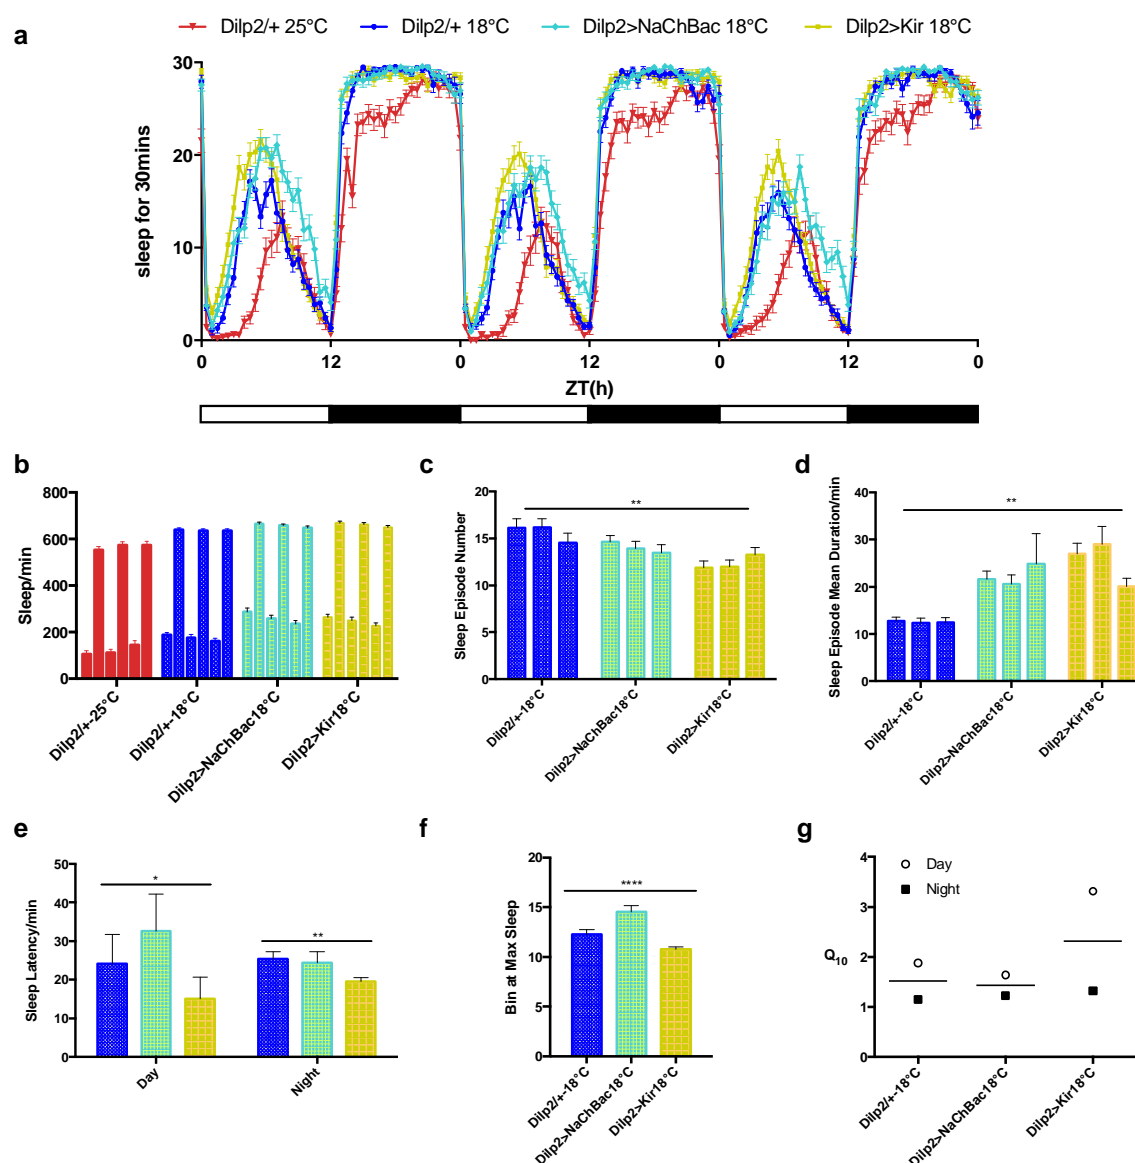 a
Dilp2/+ 25°C
Dilp2/+ 18°C
Dilp2>NaChBac 18°C
Dilp2>Kir 18°C
sleep for 30mins
30
20
10
0
0
12
0
12
0
12
0
ZT(h)
b
Sleep/min
800
600
400
200
0
Dilp2/+-25°C
Dilp2/+-18°C
Dilp2>NaChBac18°C
Dilp2>Kir18°C
c
Sleep Episode Number
20
15
10
5
0
**
Dilp2/+-18°C
Dilp2>NaChBac18°C
Dilp2>Kir18°C
d
Sleep Episode Mean Duration/min
40
30
20
10
0
**
Dilp2/+-18°C
Dilp2>NaChBac18°C
Dilp2>Kir18°C
e
Sleep Latency/min
50
40
30
20
10
0
*
**
Day
Night
f
Bin at Max Sleep
20
15
10
5
0
****
Dilp2/+-18°C
Dilp2>NaChBac18°C
Dilp2>Kir18°C
g
Day
Night
Q10
4
3
2
1
0
Dilp2/+-18°C
Dilp2>NaChBac18°C
Dilp2>Kir18°C